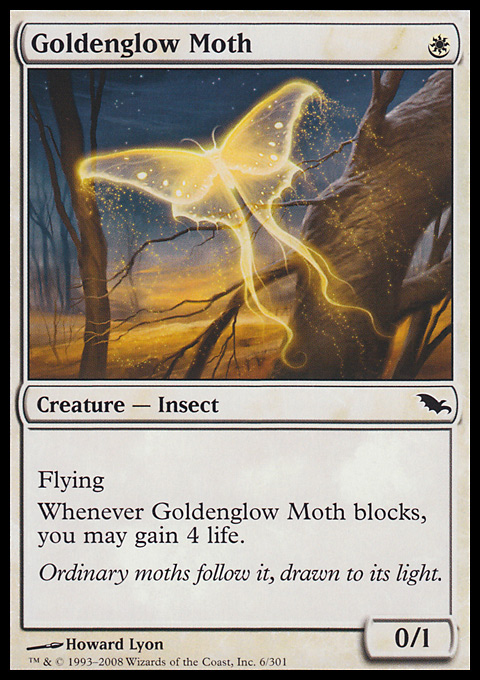 Goldenglow Moth
Creature — Insect
Flying
Whenever Goldenglow Moth blocks,
you may gain 4 life.
Ordinary moths follow it, drawn to its light.
Howard Lyon
0/1
™ & © 1993–2008 Wizards of the Coast, Inc. 6/301